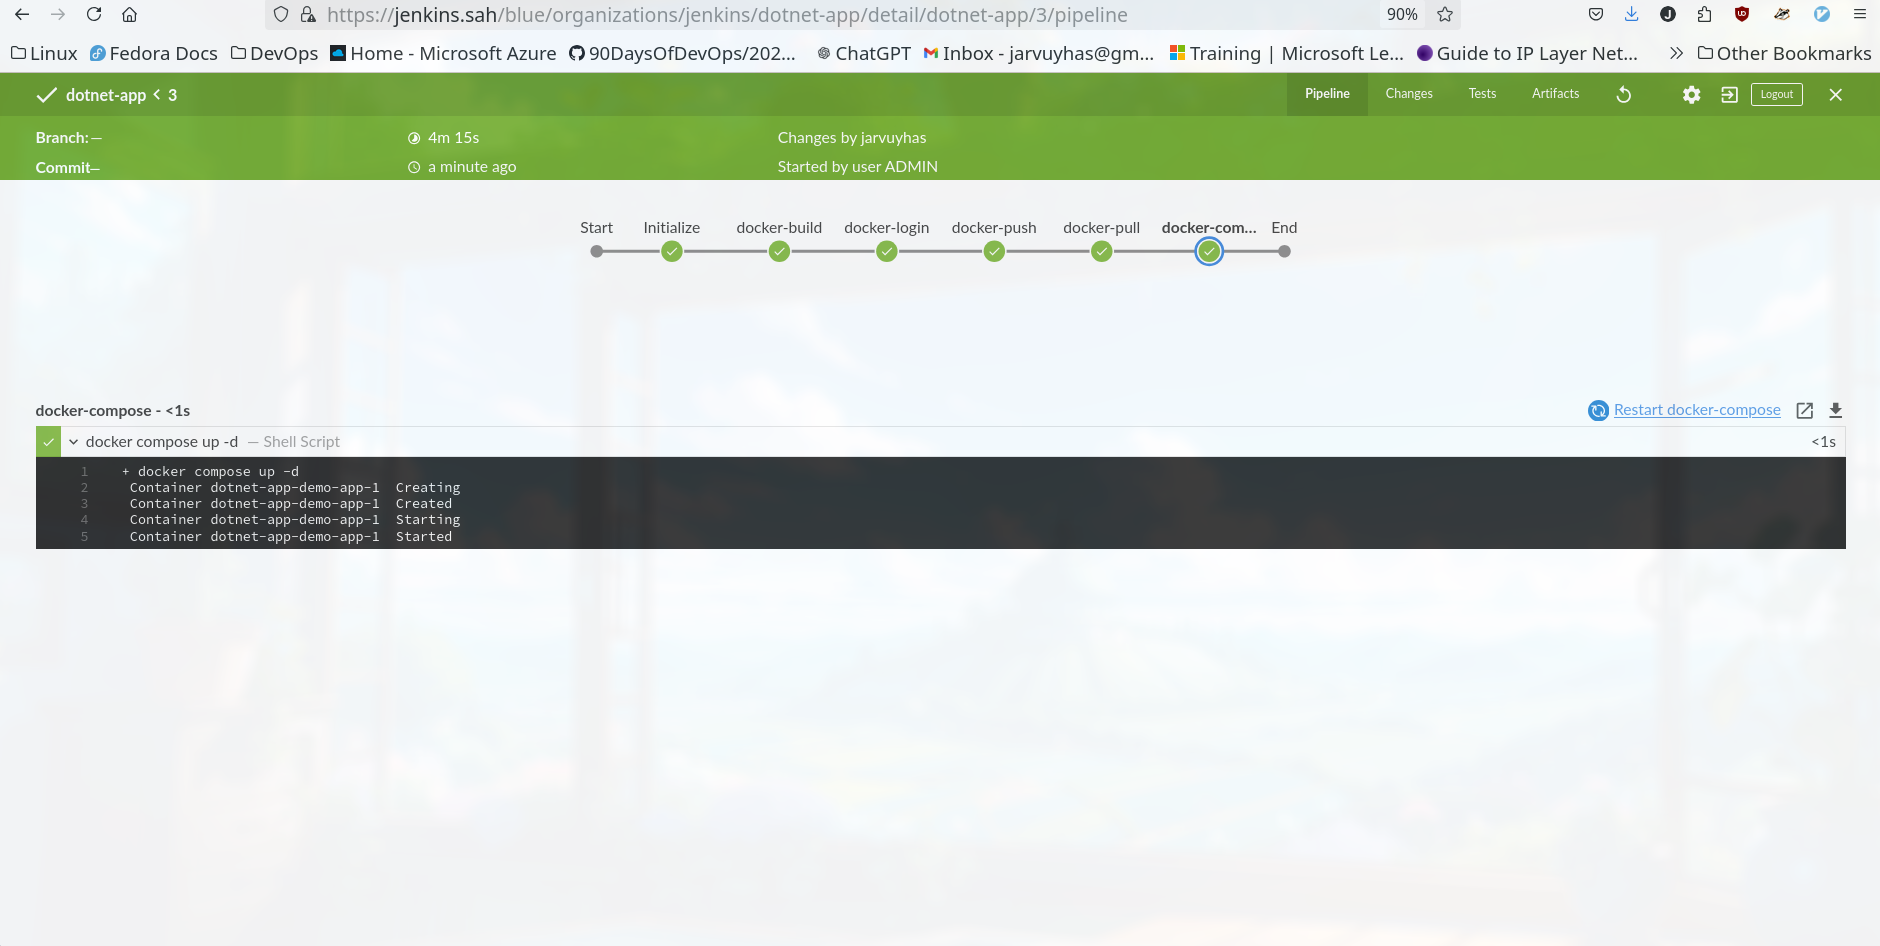 https://jenkins.sah/blue/organizations/jenkins/dotnet-app/detail/dotnet-app/3/pipeline 90%
Linux Fedora Docs DevOps Home - Microsoft Azure 90DaysOfDevOps/202... ChatGPT Inbox - jarvuyhas@gm... Training | Microsoft Le... Guide to IP Layer Net... Other Bookmarks
dotnet-app < 3 Pipeline Changes Tests Artifacts Logout
Branch: — 4m 15s Changes by jarvuyhas
Commit— a minute ago Started by user ADMIN
Start Initialize docker-build docker-login docker-push docker-pull docker-com... End
docker-compose - <1s Restart docker-compose
docker compose up -d — Shell Script <1s
1 + docker compose up -d
2 Container dotnet-app-demo-app-1 Creating
3 Container dotnet-app-demo-app-1 Created
4 Container dotnet-app-demo-app-1 Starting
5 Container dotnet-app-demo-app-1 Started